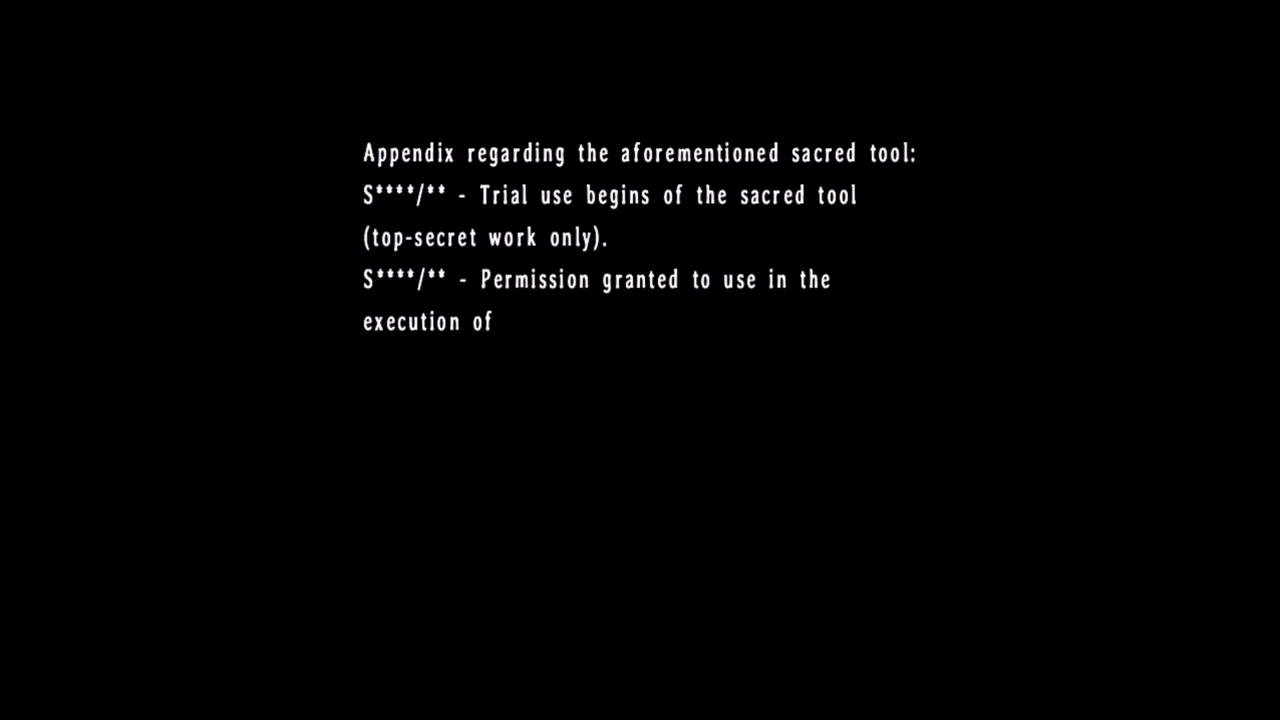 Appendix regarding the aforementioned sacred tool:
S****/** - Trial use begins of the sacred tool
(top-secret work only).
S****/** - Permission granted to use in the
execution of